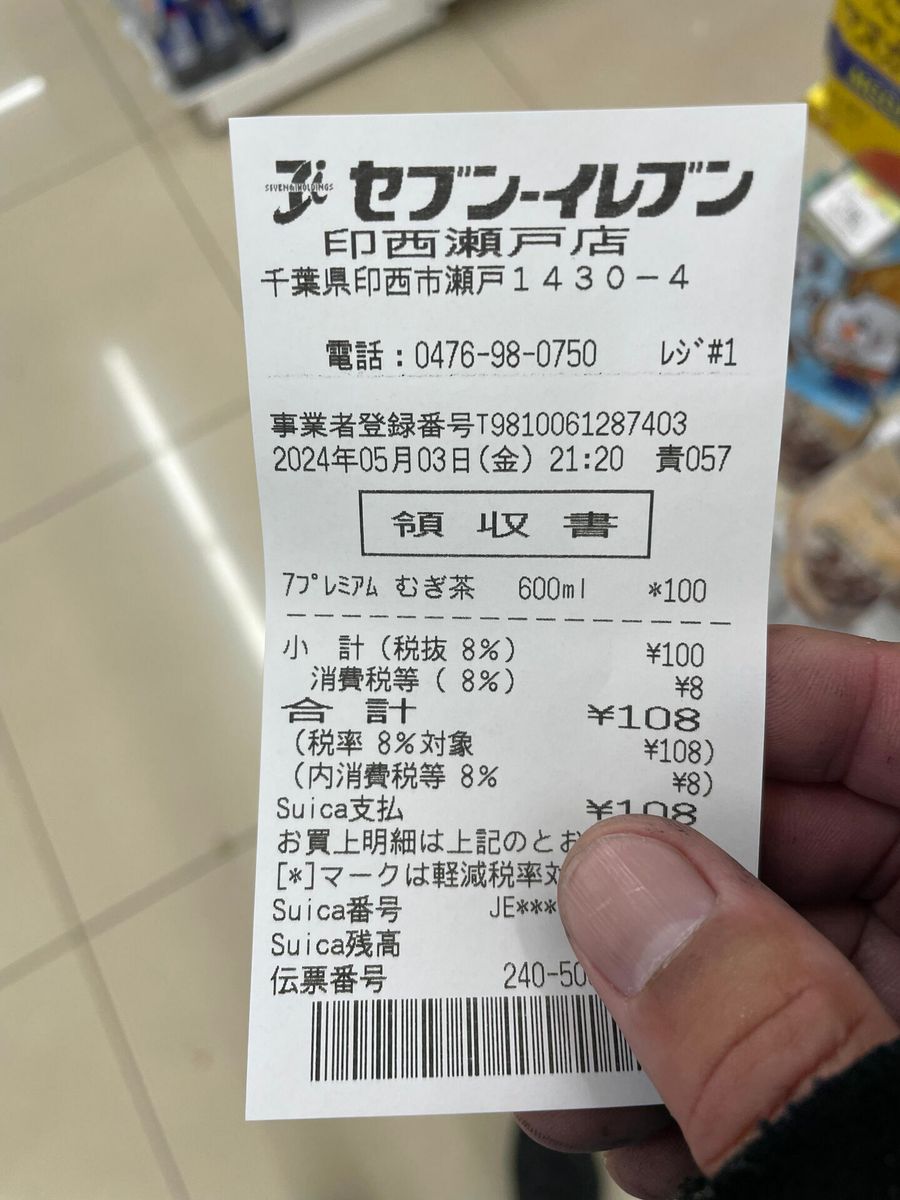 SEVEN&i HOLDINGS
セブン-イレブン
印西瀬戸店
千葉県印西市瀬戸1430-4
電話:0476-98-0750 レジ#1
事業者登録番号T9810061287403
2024年05月03日(金) 21:20 責057
領収書
7プレミアム むぎ茶 600ml *100
小 計(税抜 8%) ¥100
消費税等( 8%) ¥8
合 計 ¥108
(税率 8%対象 ¥108)
(内消費税等 8% ¥8)
Suica支払 ¥108
お買上明細は上記のとお
[*]マークは軽減税率対
Suica番号 JE***
Suica残高
伝票番号 240-50